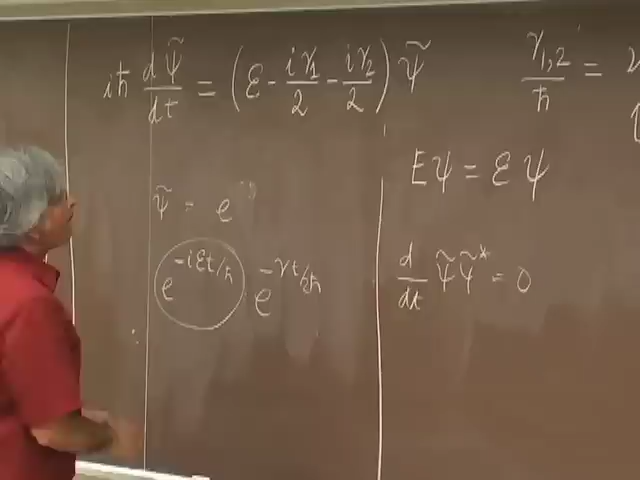 iħ dΨ̃/dt = (ε - iγ₁/2 - iγ₂/2) Ψ̃
γ₁,₂/ħ =
Eψ = εψ
Ψ̃ = e
e^{-iεt/ħ} e^{-γt/2ħ}
d/dt Ψ̃Ψ̃* = 0